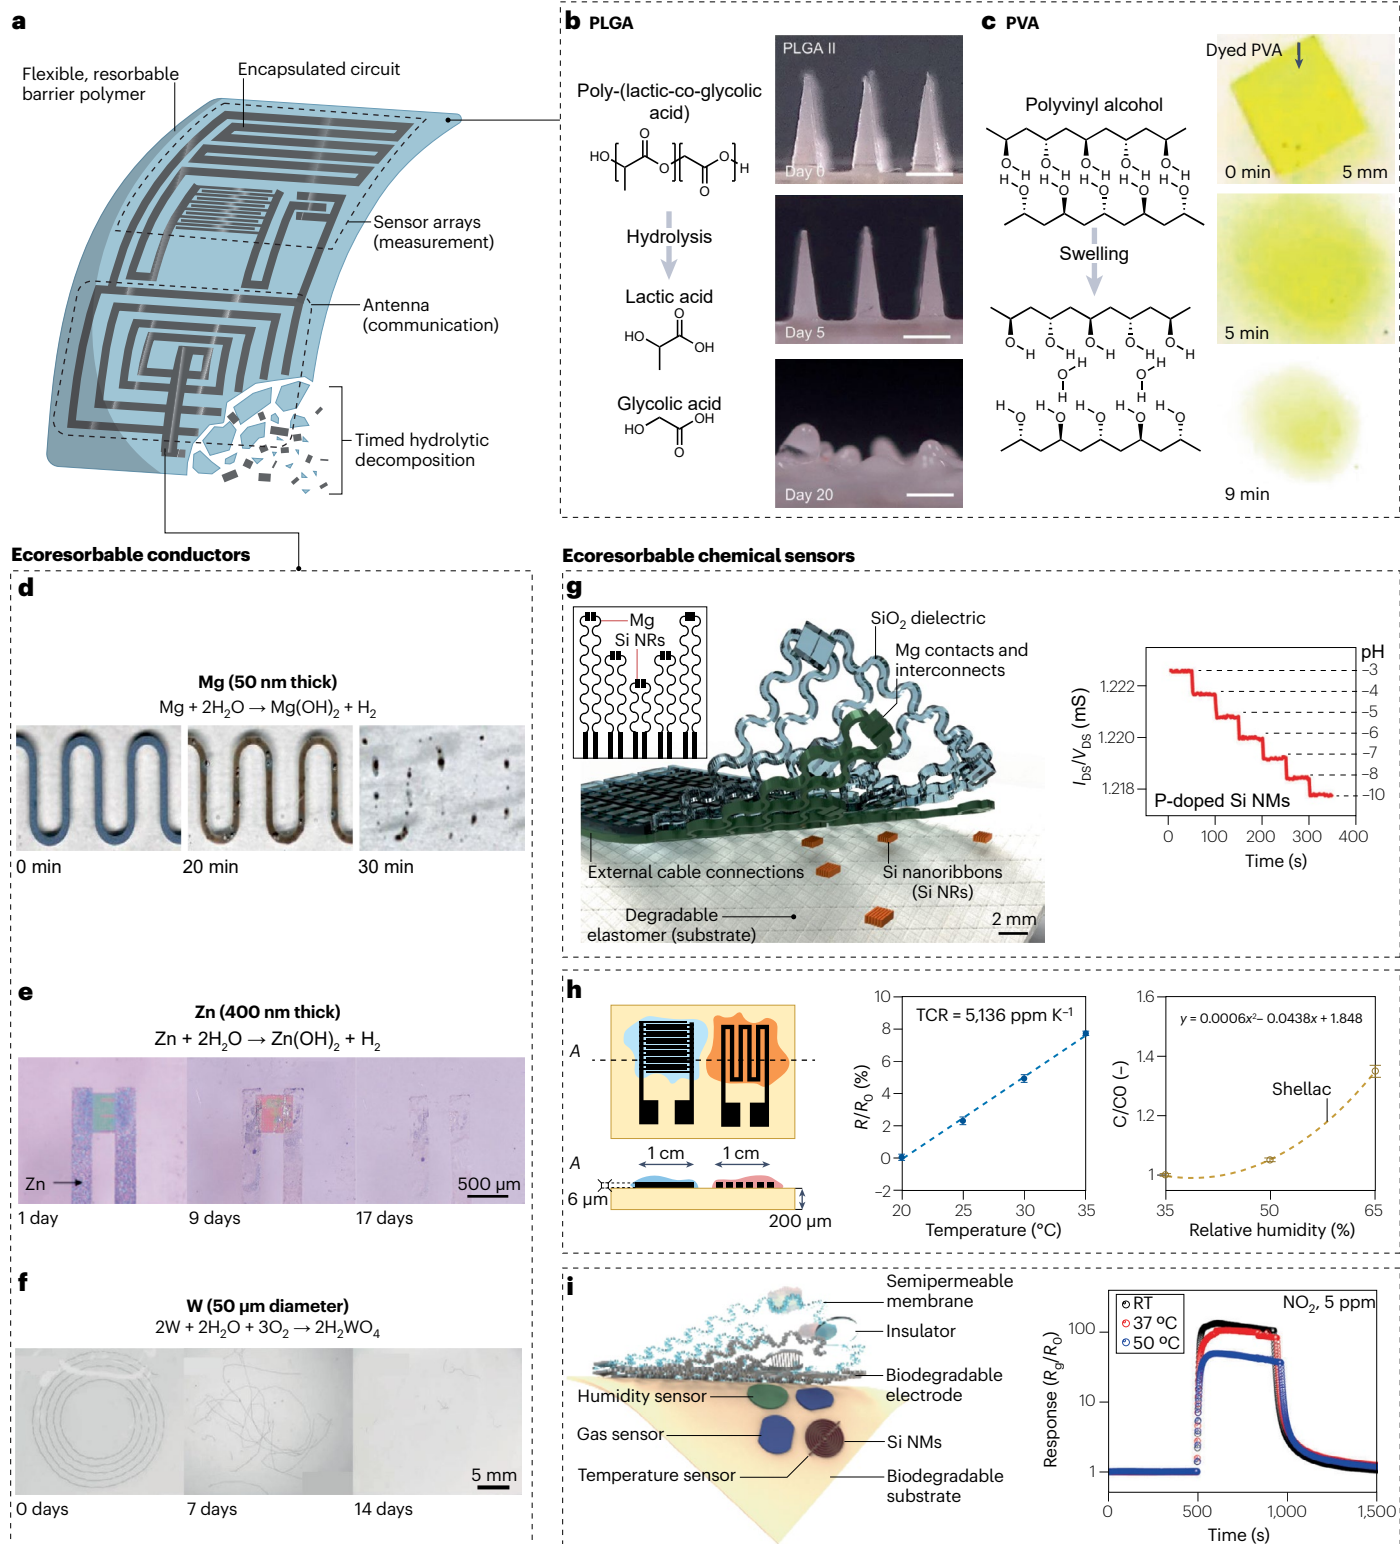 a
Flexible, resorbable
barrier polymer
Encapsulated circuit
Sensor arrays
(measurement)
Antenna
(communication)
Timed hydrolytic
decomposition
b PLGA
Poly-(lactic-co-glycolic
acid)
HO
O
O
O
O
H
Hydrolysis
Lactic acid
O
HO
OH
Glycolic acid
HO
OH
O
PLGA II
Day 0
Day 5
Day 20
c PVA
Polyvinyl alcohol
O O O O O
H H H H H
H H H H H
O O O O O
Swelling
O O O O O
H H H H H
H H
O O
H H
H H H H H
O O O O O
Dyed PVA
0 min 5 mm
5 min
9 min
Ecoresorbable conductors
d
Mg (50 nm thick)
Mg + 2H₂O → Mg(OH)₂ + H₂
0 min 20 min 30 min
e
Zn (400 nm thick)
Zn + 2H₂O → Zn(OH)₂ + H₂
Zn
500 µm
1 day 9 days 17 days
f
W (50 µm diameter)
2W + 2H₂O + 3O₂ → 2H₂WO₄
5 mm
0 days 7 days 14 days
Ecoresorbable chemical sensors
g
Mg
Si NRs
SiO₂ dielectric
Mg contacts and
interconnects
External cable connections
Si nanoribbons
(Si NRs)
Degradable
elastomer (substrate)
2 mm
pH
3
4
5
6
7
8
10
1.222
1.220
1.218
I_DS/V_DS (mS)
P-doped Si NMs
0 100 200 300 400
Time (s)
h
A
A
1 cm 1 cm
6 µm
200 µm
10
8
6
4
2
0
−2
R/R₀ (%)
TCR = 5,136 ppm K⁻¹
20 25 30 35
Temperature (°C)
1.6
1.4
1.2
1
C/C0 (–)
y = 0.0006x² – 0.0438x + 1.848
Shellac
35 50 65
Relative humidity (%)
i
Semipermeable
membrane
Insulator
Biodegradable
electrode
Humidity sensor
Gas sensor
Si NMs
Temperature sensor
Biodegradable
substrate
RT
37 ºC
50 ºC
NO₂, 5 ppm
100
10
1
Response (R_g/R₀)
0 500 1,000 1,500
Time (s)